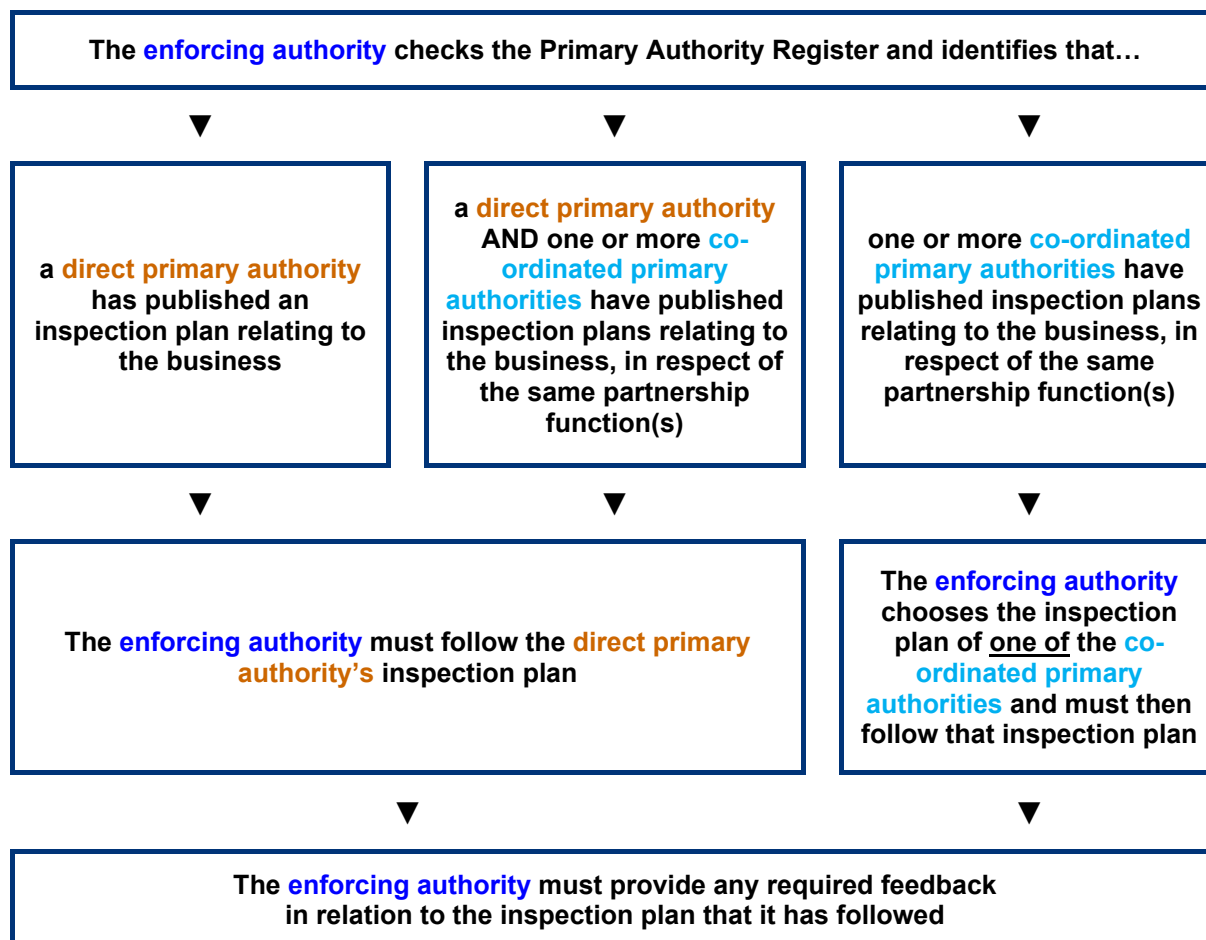 The enforcing authority checks the Primary Authority Register and identifies that…
▼ ▼ ▼
a direct primary authority
has published an
inspection plan relating to
the business
a direct primary authority
AND one or more co-
ordinated primary
authorities have published
inspection plans relating to
the business, in respect of
the same partnership
function(s)
one or more co-ordinated
primary authorities have
published inspection plans
relating to the business, in
respect of the same
partnership function(s)
▼ ▼ ▼
The enforcing authority must follow the direct primary
authority’s inspection plan
The enforcing authority
chooses the inspection
plan of one of the co-
ordinated primary
authorities and must then
follow that inspection plan
▼ ▼
The enforcing authority must provide any required feedback
in relation to the inspection plan that it has followed